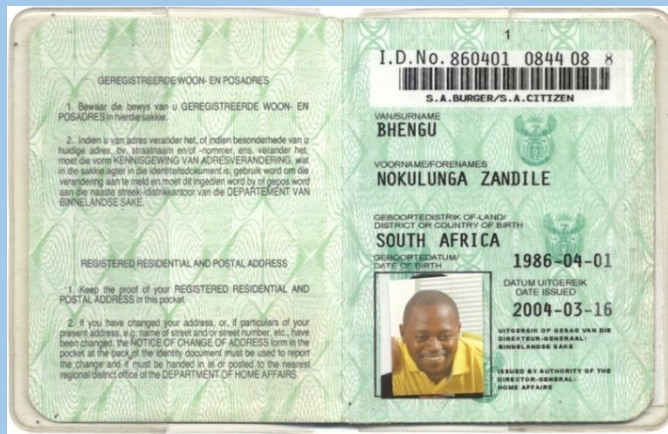 GEREGISTREERDE WOON- EN POSADRES
1. Bewaar die bewys van u GEREGISTREERDE WOON- EN
POSADRES in hierdie sakkie.
2. Indien u van adres verander het, of indien besonderhede van u
huidige adres, bv. straatnaam en/of -nommer, ens. verander het,
moet die vorm KENNISGEWING VAN ADRESVERANDERING, wat
in die sakkie agter in die identiteitsdokument is, gebruik word om die
verandering aan te meld en moet dit ingedien word by of gepos word
aan die naaste streek-/distrikkantoor van die DEPARTEMENT VAN
BINNELANDSE SAKE.
REGISTERED RESIDENTIAL AND POSTAL ADDRESS
1. Keep the proof of your REGISTERED RESIDENTIAL AND
POSTAL ADDRESS in this pocket.
2. If you have changed your address, or, if particulars of your
present address, e.g. name of street and/or street number, etc., have
been changed, the NOTICE OF CHANGE OF ADDRESS form in the
pocket at the back of the identity document must be used to report
the change and it must be handed in at or posted to the nearest
regional/district office of the DEPARTMENT OF HOME AFFAIRS.
1
I.D.No. 860401 0844 08 8
S.A.BURGER/S.A.CITIZEN
VAN/SURNAME
BHENGU
VOORNAME/FORENAMES
NOKULUNGA ZANDILE
GEBOORTEDISTRIK OF-LAND/
DISTRICT OR COUNTRY OF BIRTH
SOUTH AFRICA
GEBOORTEDATUM/
DATE OF BIRTH
1986-04-01
DATUM UITGEREIK
DATE ISSUED
2004-03-16
UITGEREIK OP GESAG VAN DIE
DIREKTEUR-GENERAAL:
BINNELANDSE SAKE
ISSUED BY AUTHORITY OF THE
DIRECTOR-GENERAL:
HOME AFFAIRS